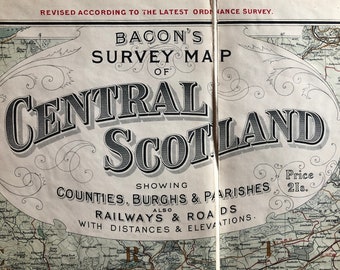 REVISED ACCORDING TO THE LATEST ORDNANCE SURVEY.
BACON'S
SURVEY MAP
OF
CENTRAL
SCOTLAND
SHOWING
COUNTIES, BURGHS & PARISHES
ALSO
RAILWAYS & ROADS
WITH DISTANCES & ELEVATIONS.
Price
21s.